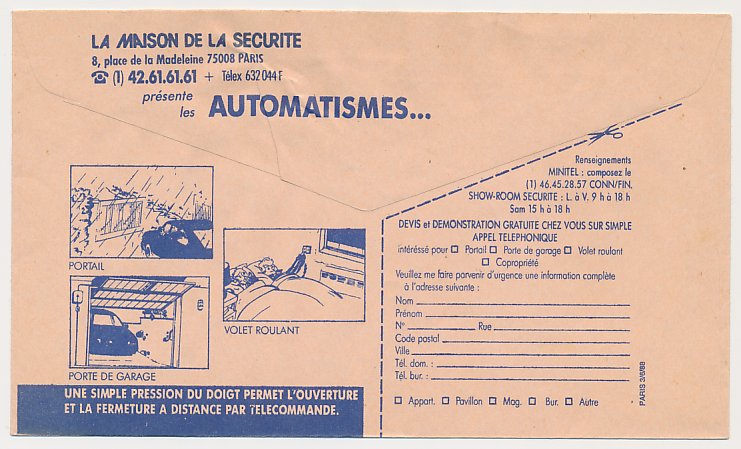 LA MAISON DE LA SECURITE
8, place de la Madeleine 75008 PARIS
☎ (1) 42.61.61.61 + Télex 632 044 F
présente
les AUTOMATISMES...
Renseignements
MINITEL : composez le
(1) 46.45.28.57 CONN/FIN.
SHOW-ROOM SECURITE : L. à V. 9 h à 18 h
Sam 15 h à 18 h
DEVIS et DEMONSTRATION GRATUITE CHEZ VOUS SUR SIMPLE
APPEL TELEPHONIQUE
intéréssé pour □ Portail □ Porte de garage □ Volet roulant
□ Copropriété
Veuillez me faire parvenir d'urgence une information complète
à l'adresse suivante :
Nom
Prénom
N° Rue
Code postal
Ville
Tél. dom. :
Tél. bur. :
□ Appart. □ Pavillon □ Mag. □ Bur. □ Autre
PARIS 3/6/88
PORTAIL
VOLET ROULANT
PORTE DE GARAGE
UNE SIMPLE PRESSION DU DOIGT PERMET L'OUVERTURE
ET LA FERMETURE A DISTANCE PAR TELECOMMANDE.